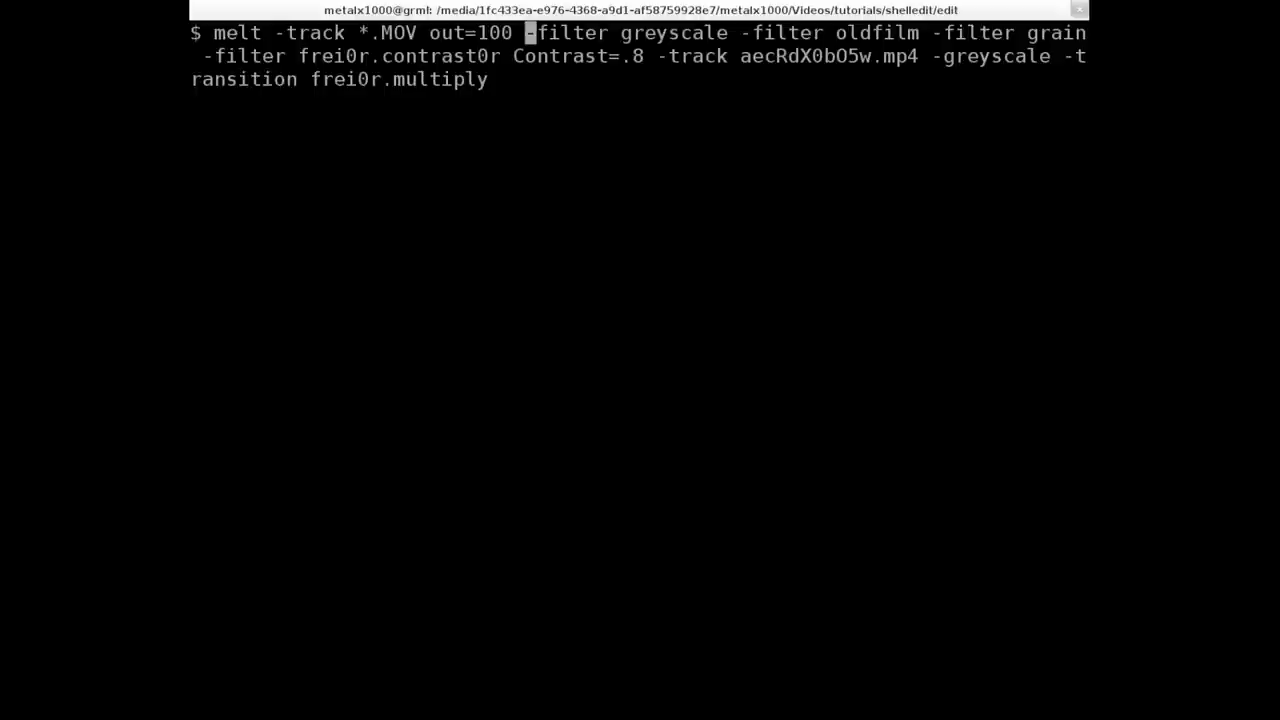 metalx1000@grml: /media/1fc433ea-e976-4368-a9d1-af58759928e7/metalx1000/Videos/tutorials/shelledit/edit
$ melt -track *.MOV out=100 -filter greyscale -filter oldfilm -filter grain
 -filter frei0r.contrast0r Contrast=.8 -track aecRdX0bO5w.mp4 -greyscale -t
ransition frei0r.multiply